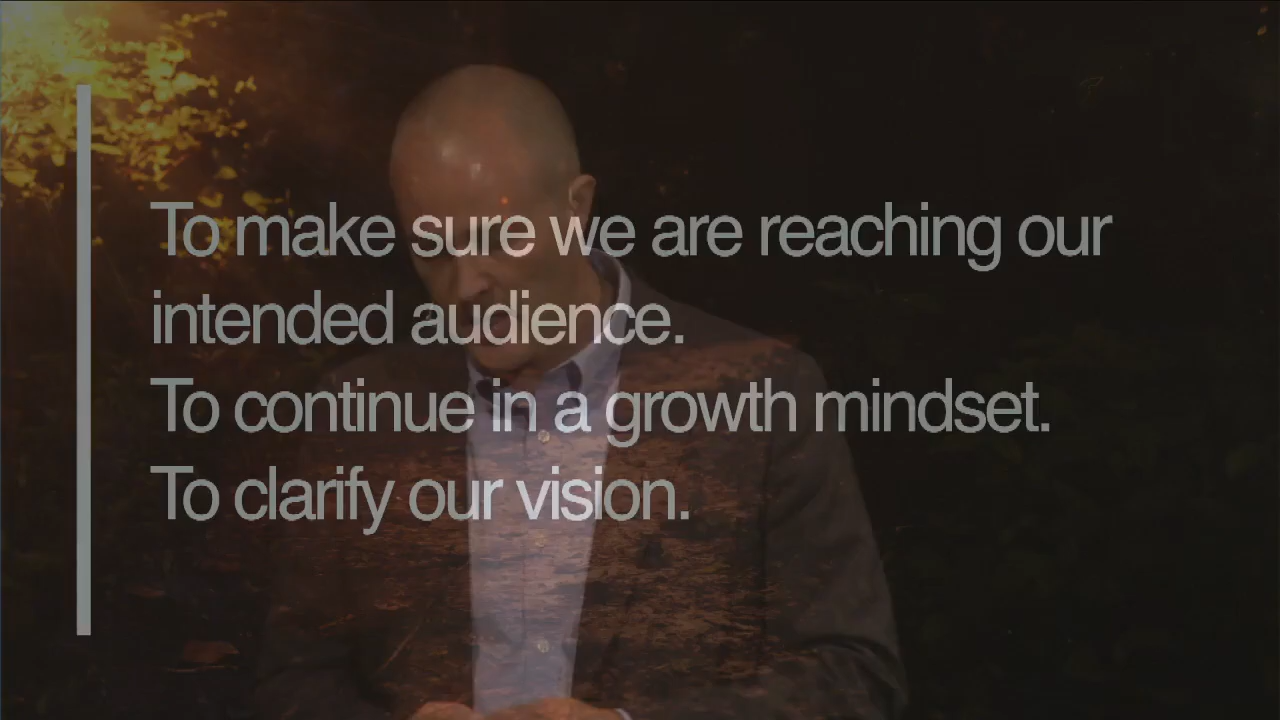 To make sure we are reaching our
intended audience.
To continue in a growth mindset.
To clarify our vision.